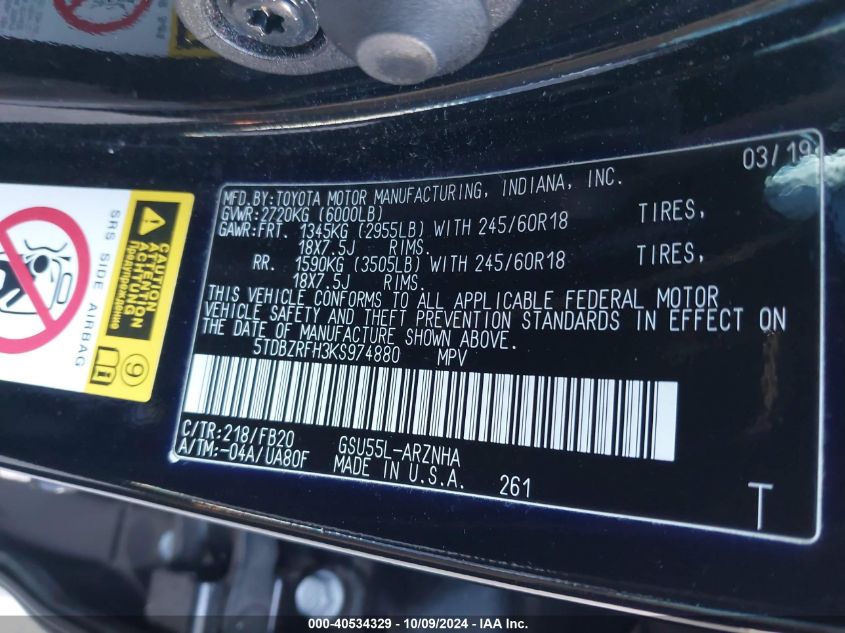 03/19
MFD.BY:TOYOTA MOTOR MANUFACTURING, INDIANA, INC.
GVWR:2720KG (6000LB)
GAWR:FRT. 1345KG (2955LB) WITH 245/60R18 TIRES,
18X7.5J RIMS.
RR. 1590KG (3505LB) WITH 245/60R18 TIRES,
18X7.5J RIMS.
THIS VEHICLE CONFORMS TO ALL APPLICABLE FEDERAL MOTOR
VEHICLE SAFETY AND THEFT PREVENTION STANDARDS IN EFFECT ON
THE DATE OF MANUFACTURE SHOWN ABOVE.
5TDBZRFH3KS974880 MPV
C/TR:218/FB20 GSU55L-ARZNHA
A/TM:-04A/UA80F MADE IN U.S.A. 261
T
SRS SIDE AIRBAG
CAUTION
ATTENTION
ACHTUNG
Предупреждение
9
000-40534329 - 10/09/2024 - IAA Inc.